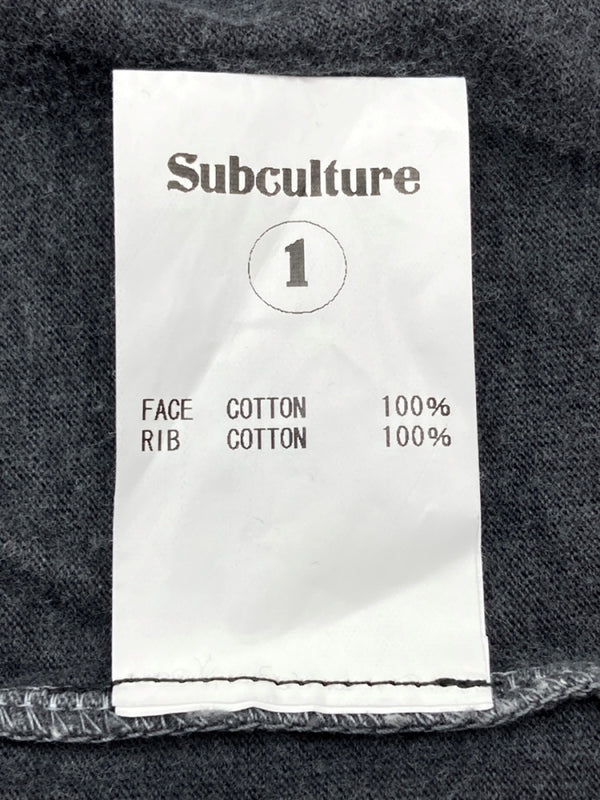 Subculture
1
FACE COTTON 100%
RIB COTTON 100%